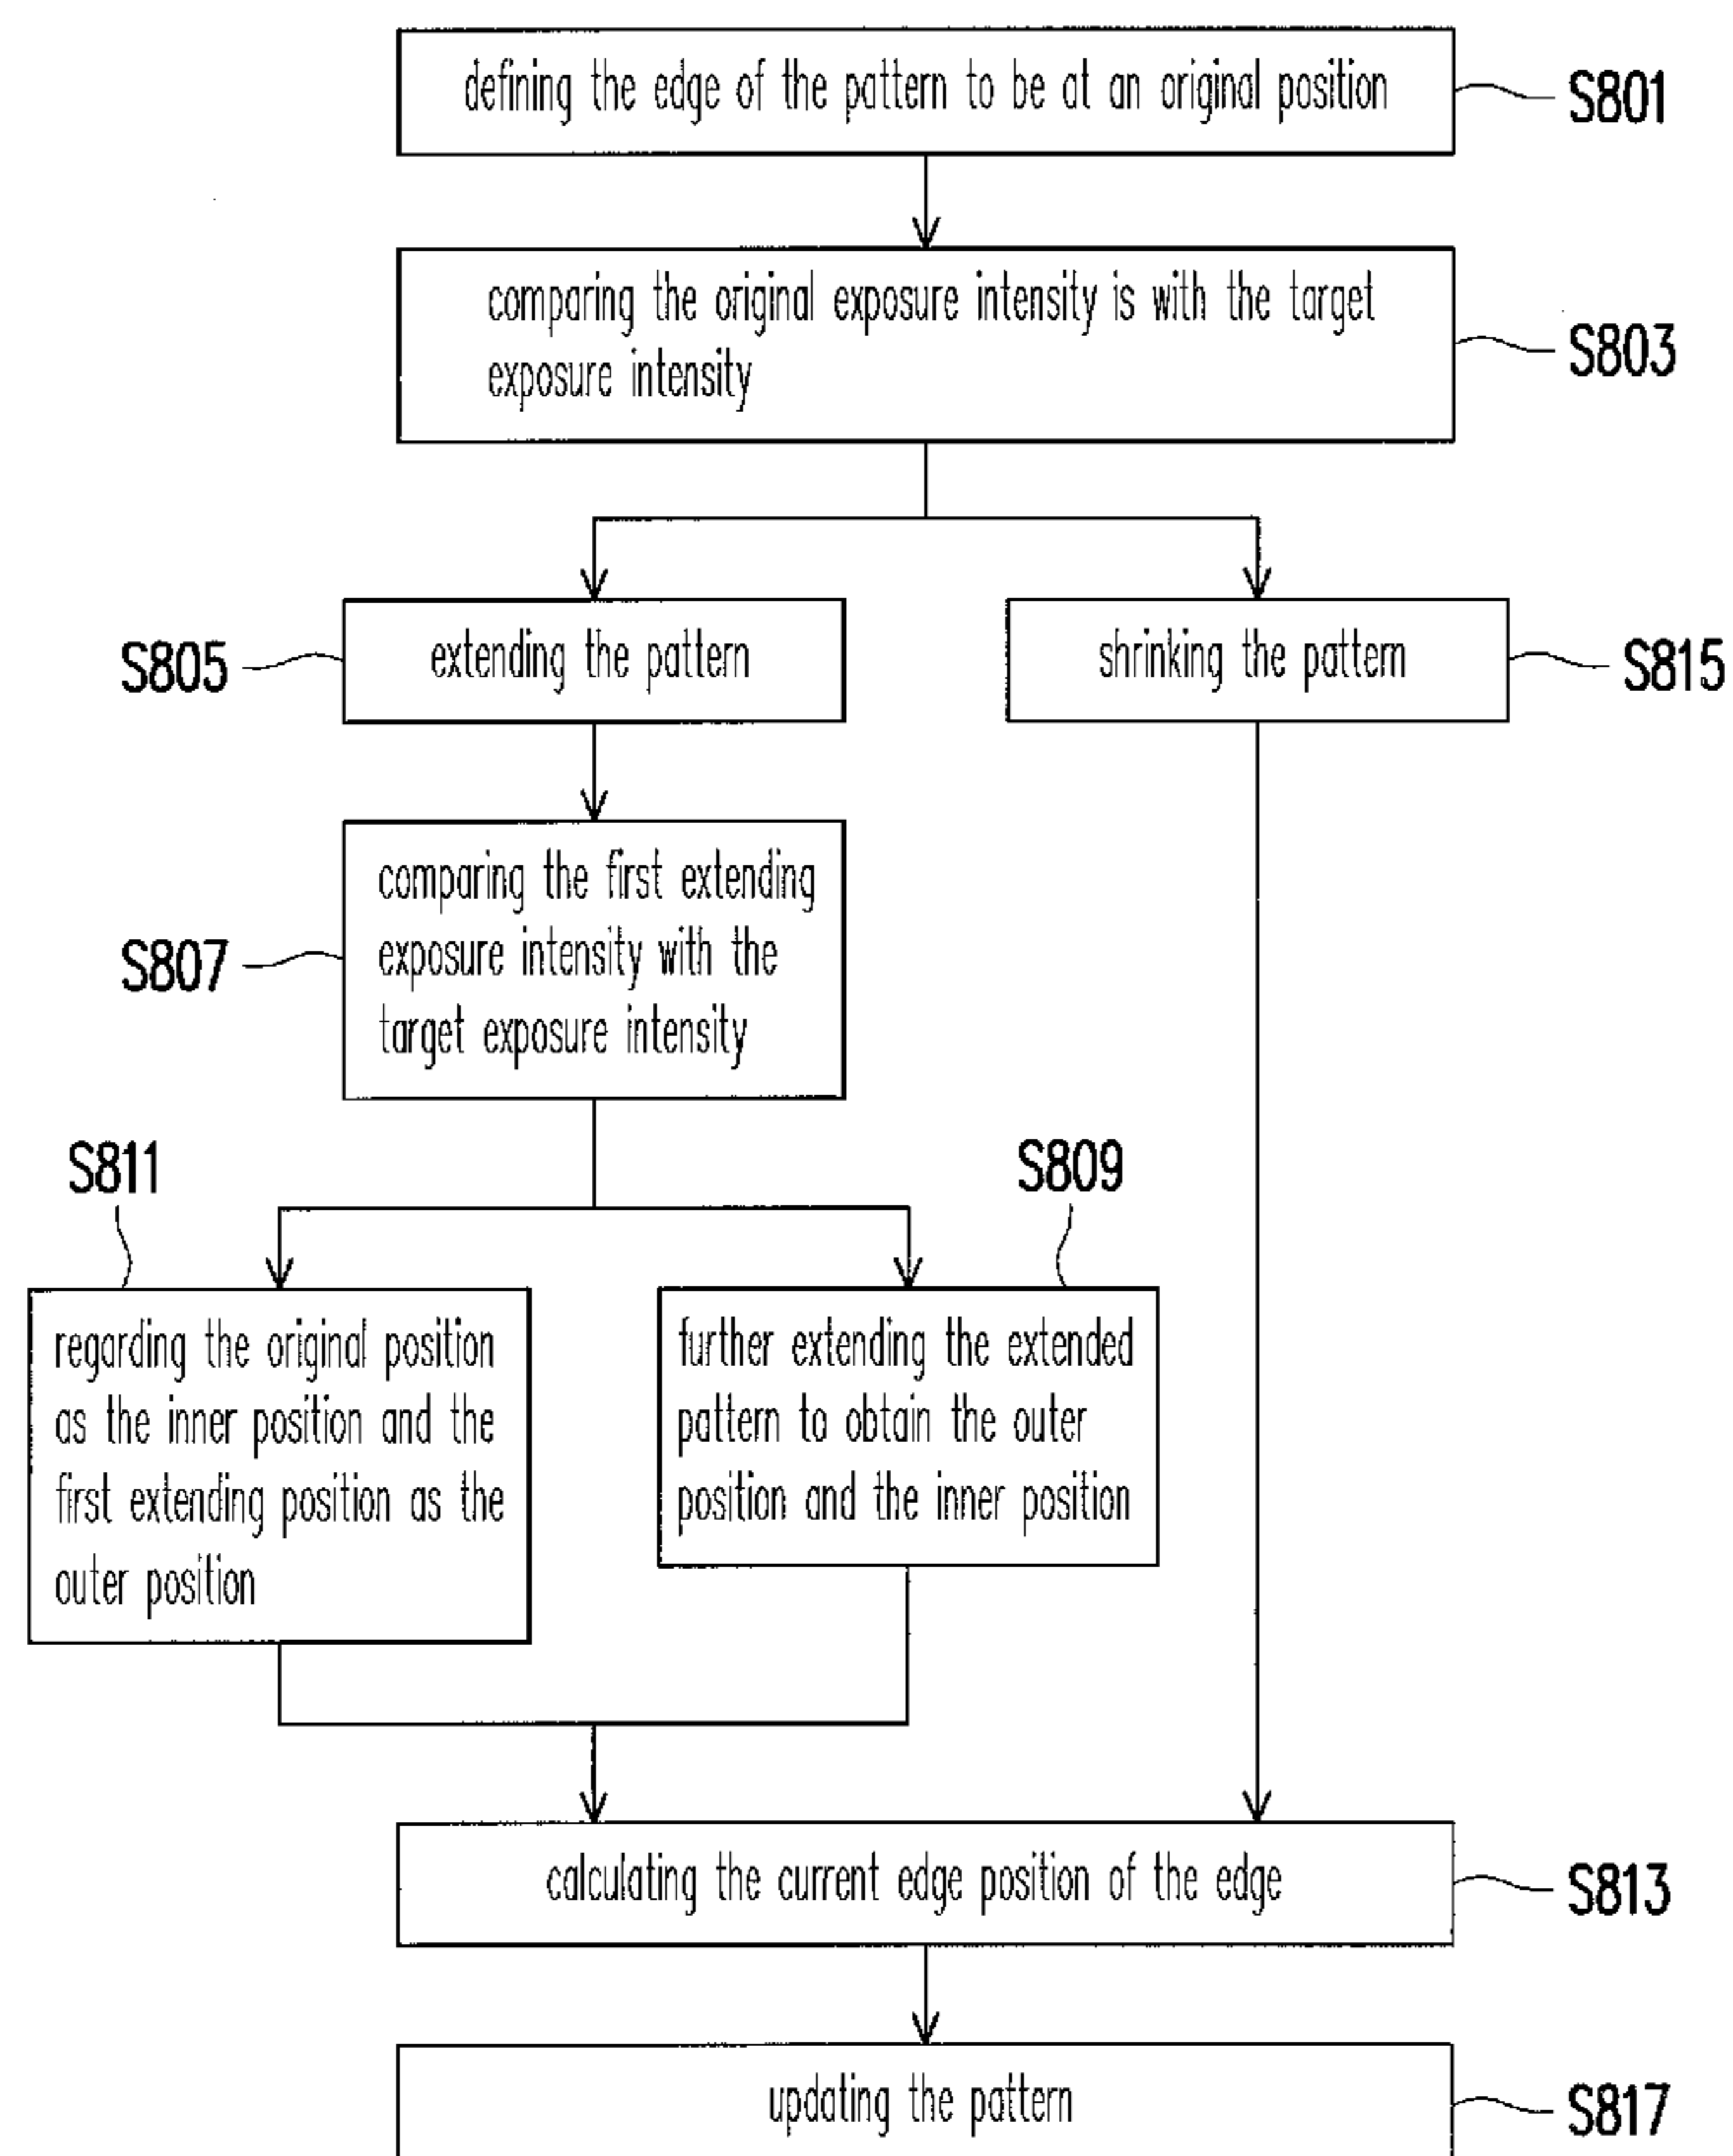 defining the edge of the pattern to be at an original position
S801
comparing the original exposure intensity is with the target
exposure intensity
S803
S805
extending the pattern
shrinking the pattern
S815
S807
comparing the first extending
exposure intensity with the
target exposure intensity
S811
regarding the original position
as the inner position and the
first extending position as the
outer position
S809
further extending the extended
pattern to obtain the outer
position and the inner position
calculating the current edge position of the edge
S813
updating the pattern
S817